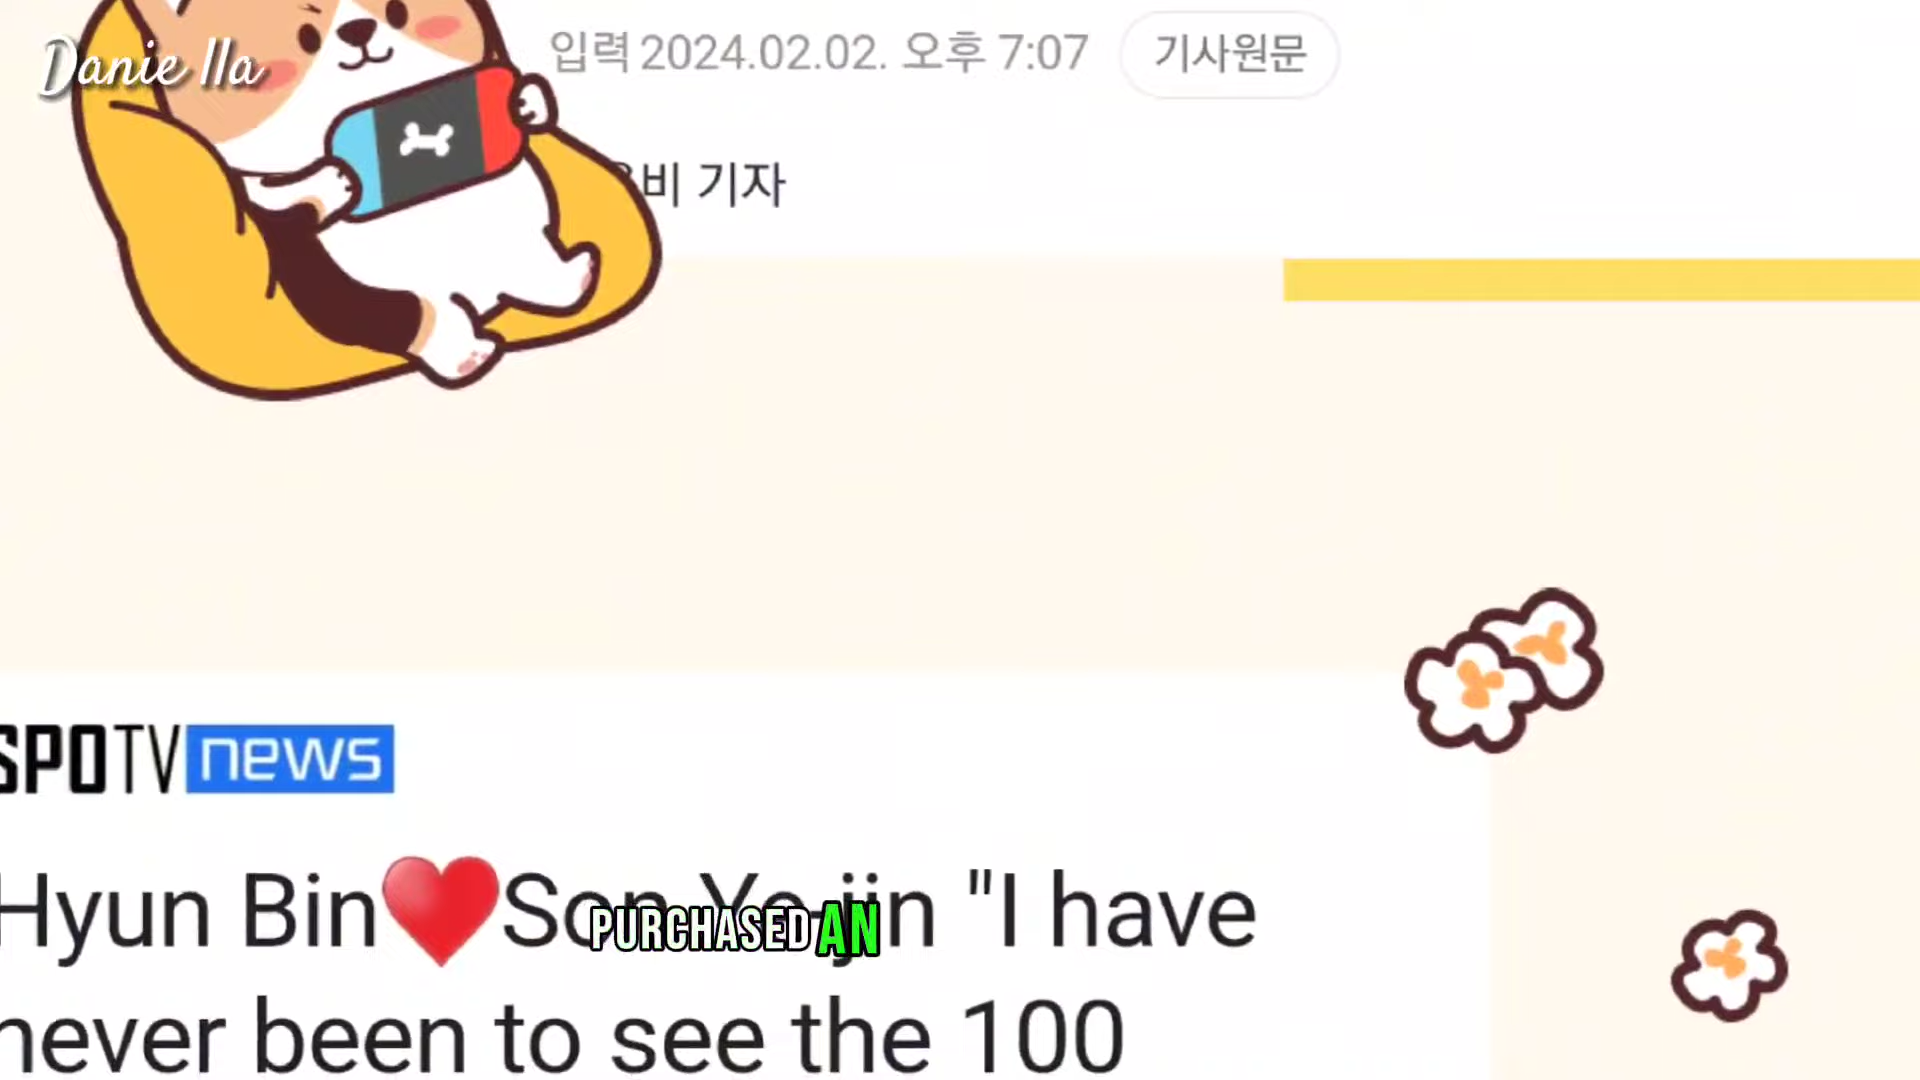 Danie lla
입력 2024.02.02. 오후 7:07 기사원문
비 기자
SPOTV news
Hyun Bin❤Son Ye-jin "I have
PURCHASED AN
never been to see the 100